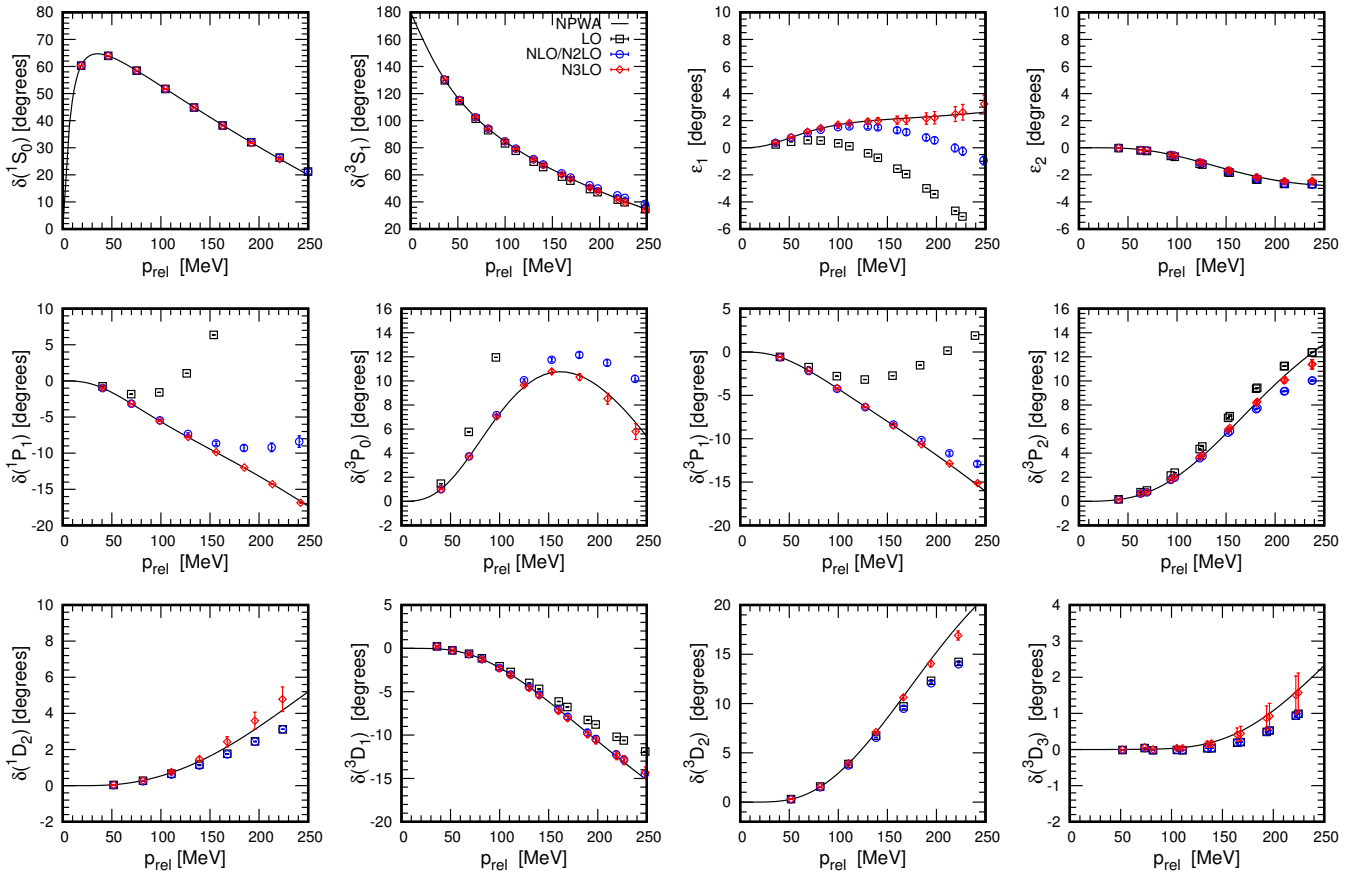 80
70
60
50
40
30
20
10
0
0 50 100 150 200 250
δ(¹S₀) [degrees]
p_rel [MeV]
180
160
140
120
100
80
60
40
20
0 50 100 150 200 250
δ(³S₁) [degrees]
p_rel [MeV]
NPWA
LO
NLO/N2LO
N3LO
8
6
4
2
0
-2
-4
-6
0 50 100 150 200 250
ε₁ [degrees]
p_rel [MeV]
8
6
4
2
0
-2
-4
-6
0 50 100 150 200 250
ε₂ [degrees]
p_rel [MeV]
10
5
0
-5
-10
-15
-20
0 50 100 150 200 250
δ(¹P₁) [degrees]
p_rel [MeV]
16
14
12
10
8
6
4
2
0
-2
0 50 100 150 200 250
δ(³P₀) [degrees]
p_rel [MeV]
5
0
-5
-10
-15
-20
0 50 100 150 200 250
δ(³P₁) [degrees]
p_rel [MeV]
16
14
12
10
8
6
4
2
0
-2
0 50 100 150 200 250
δ(³P₂) [degrees]
p_rel [MeV]
10
8
6
4
2
0
-2
0 50 100 150 200 250
δ(¹D₂) [degrees]
p_rel [MeV]
5
0
-5
-10
-15
-20
0 50 100 150 200 250
δ(³D₁) [degrees]
p_rel [MeV]
20
15
10
5
0
0 50 100 150 200 250
δ(³D₂) [degrees]
p_rel [MeV]
4
3
2
1
0
-1
-2
0 50 100 150 200 250
δ(³D₃) [degrees]
p_rel [MeV]